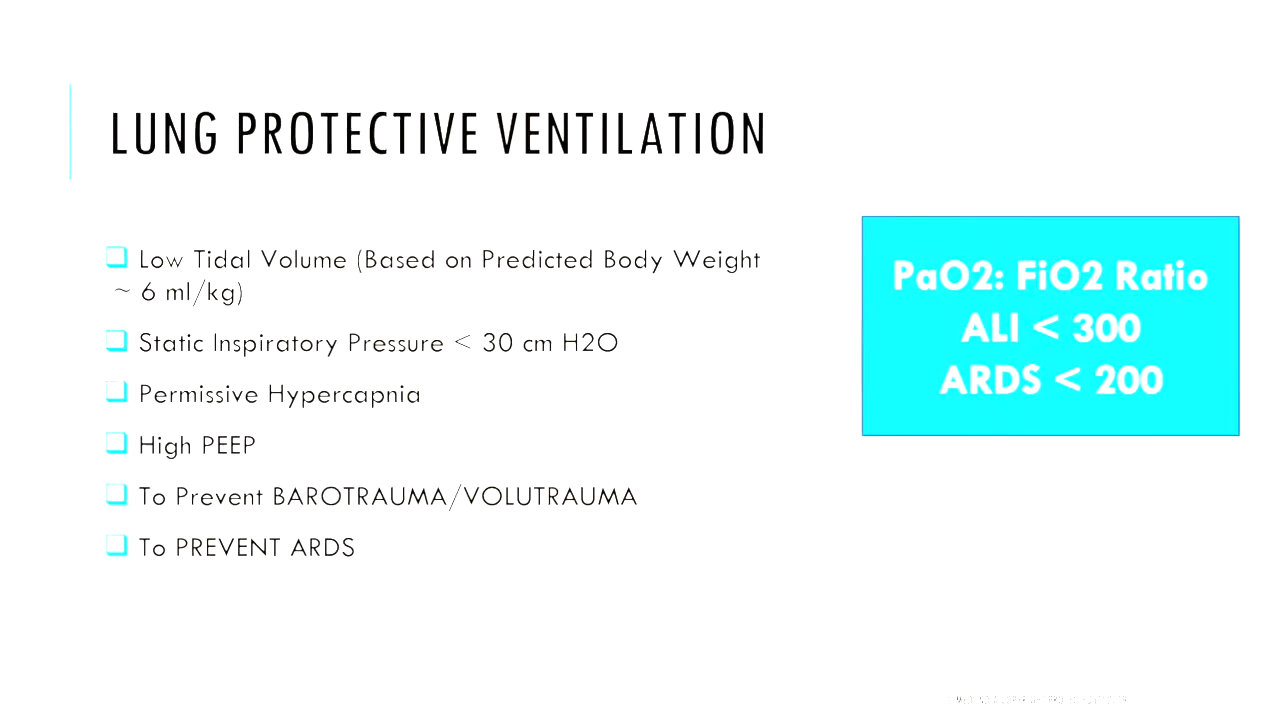 LUNG PROTECTIVE VENTILATION
Low Tidal Volume (Based on Predicted Body Weight
~ 6 ml/kg)
Static Inspiratory Pressure < 30 cm H2O
Permissive Hypercapnia
High PEEP
To Prevent BAROTRAUMA/VOLUTRAUMA
To PREVENT ARDS
PaO2: FiO2 Ratio
ALI < 300
ARDS < 200